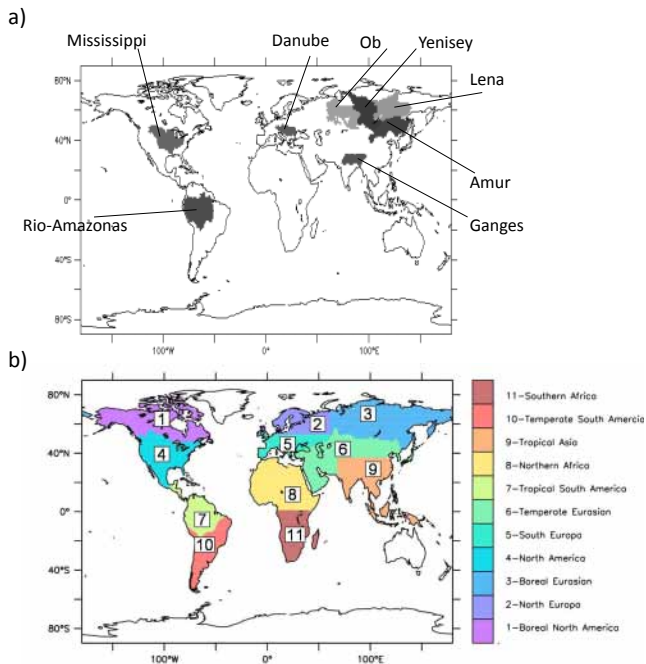 a)
Mississippi
Danube
Ob
Yenisey
Lena
Amur
Ganges
Rio-Amazonas
80°N
40°N
0°
40°S
80°S
100°W
0°
100°E
b)
80°N
40°N
0°
40°S
80°S
100°W
0°
100°E
1
2
3
4
5
6
7
8
9
10
11
11-Southern Africa
10-Temperate South Amercia
9-Tropical Asia
8-Northern Africa
7-Tropical South America
6-Temperate Eurasian
5-South Europa
4-North America
3-Boreal Eurasian
2-North Europa
1-Boreal North America